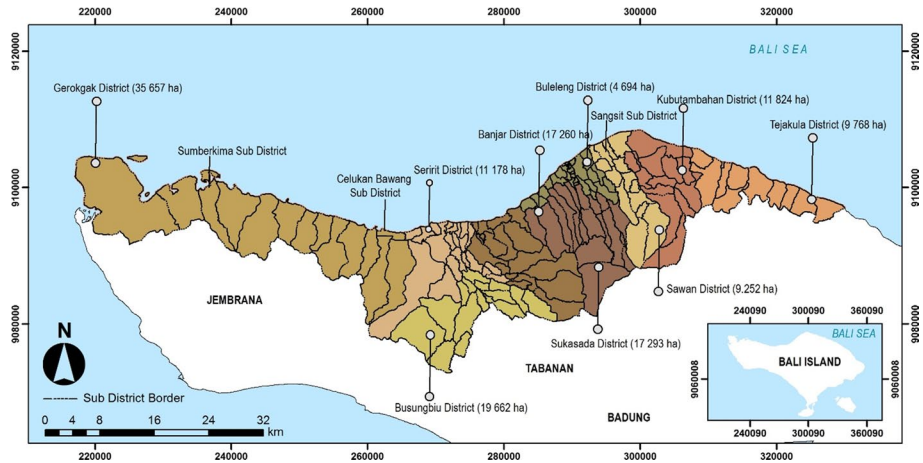 220000 240000 260000 280000 300000 320000
9120000
9120000
BALI SEA
Gerokgak District (35 657 ha)
Buleleng District (4 694 ha)
Kubutambahan District (11 824 ha)
Sangsit Sub District
Tejakula District (9 768 ha)
Banjar District (17 260 ha)
Sumberkima Sub District
Celukan Bawang
Sub District
Seririt District (11 178 ha)
9100000
9100000
JEMBRANA
Sawan District (9.252 ha)
9080000
9080000
Sukasada District (17 293 ha)
TABANAN
Busungbiu District (19 662 ha)
BADUNG
N
Sub District Border
0 4 8 16 24 32
km
240090 300090 360090
BALI SEA
BALI ISLAND
9060008
9060008
240090 300090 360090
220000 240000 260000 280000 300000 320000